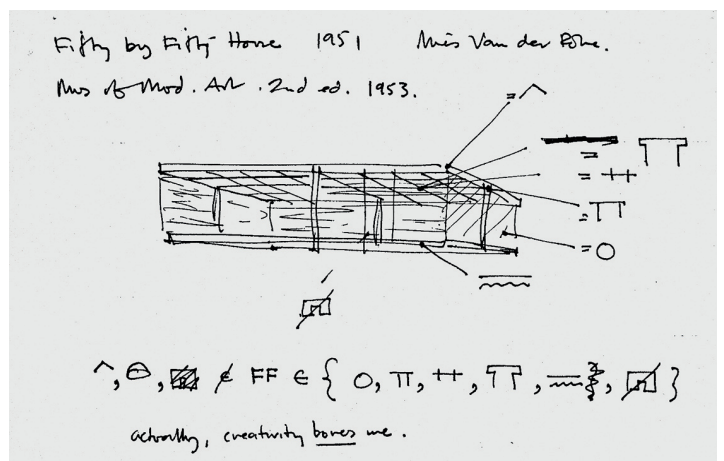 Fifty by Fifty House 1951 Mies Van der Rohe.
Mus of Mod. Art. 2nd ed. 1953.
= ^
=
= ++
= π
= O
^, ⊖, ∉ FF ∈ { O, π, ++, }
actually, creativity bores me.